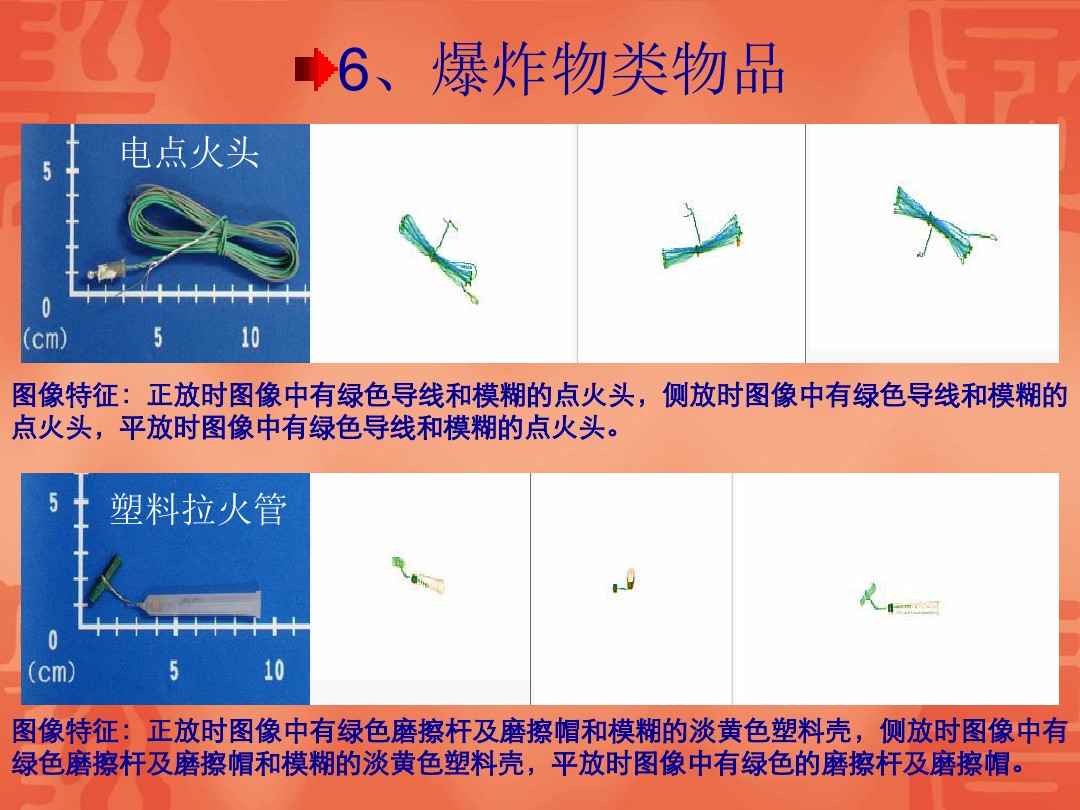 6、爆炸物类物品
电点火头
5
0
(cm)
5
10
图像特征：正放时图像中有绿色导线和模糊的点火头，侧放时图像中有绿色导线和模糊的
点火头，平放时图像中有绿色导线和模糊的点火头。
塑料拉火管
5
0
(cm)
5
10
图像特征：正放时图像中有绿色磨擦杆及磨擦帽和模糊的淡黄色塑料壳，侧放时图像中有
绿色磨擦杆及磨擦帽和模糊的淡黄色塑料壳，平放时图像中有绿色的磨擦杆及磨擦帽。